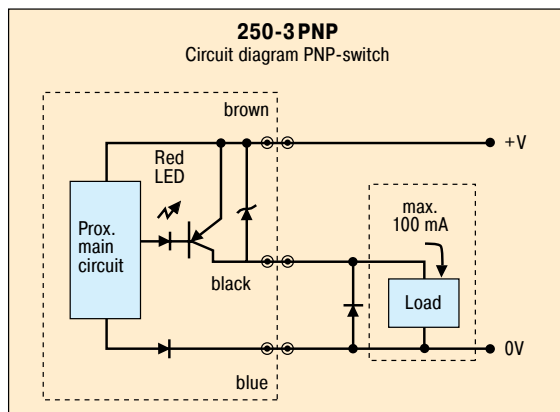 250-3 PNP
Circuit diagram PNP-switch
brown
+V
Red
LED
max.
100 mA
Prox.
main
circuit
black
Load
0V
blue